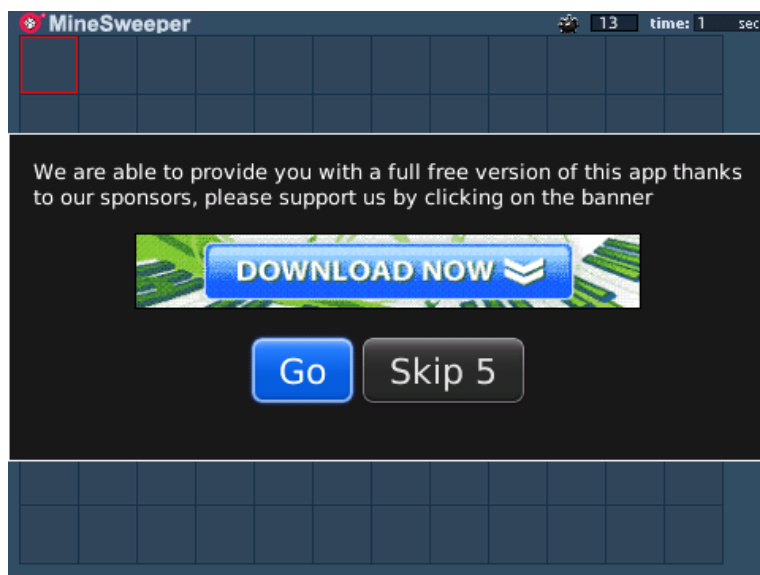 MineSweeper 13 time: 1 sec
We are able to provide you with a full free version of this app thanks
to our sponsors, please support us by clicking on the banner
DOWNLOAD NOW
Go Skip 5